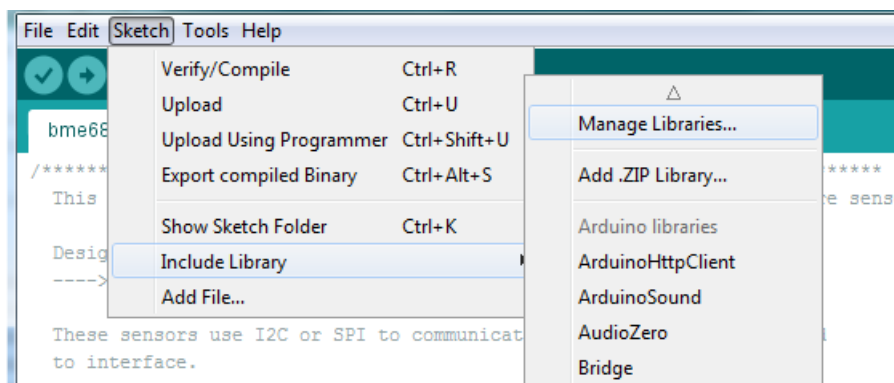 File Edit Sketch Tools Help
Verify/Compile Ctrl+R
Upload Ctrl+U
Upload Using Programmer Ctrl+Shift+U
Export compiled Binary Ctrl+Alt+S
Show Sketch Folder Ctrl+K
Include Library
Add File...
Manage Libraries...
Add .ZIP Library...
Arduino libraries
ArduinoHttpClient
ArduinoSound
AudioZero
Bridge
bme68
/****** *****
This re sens
Desig
---->
These sensors use I2C or SPI to communicat
to interface.